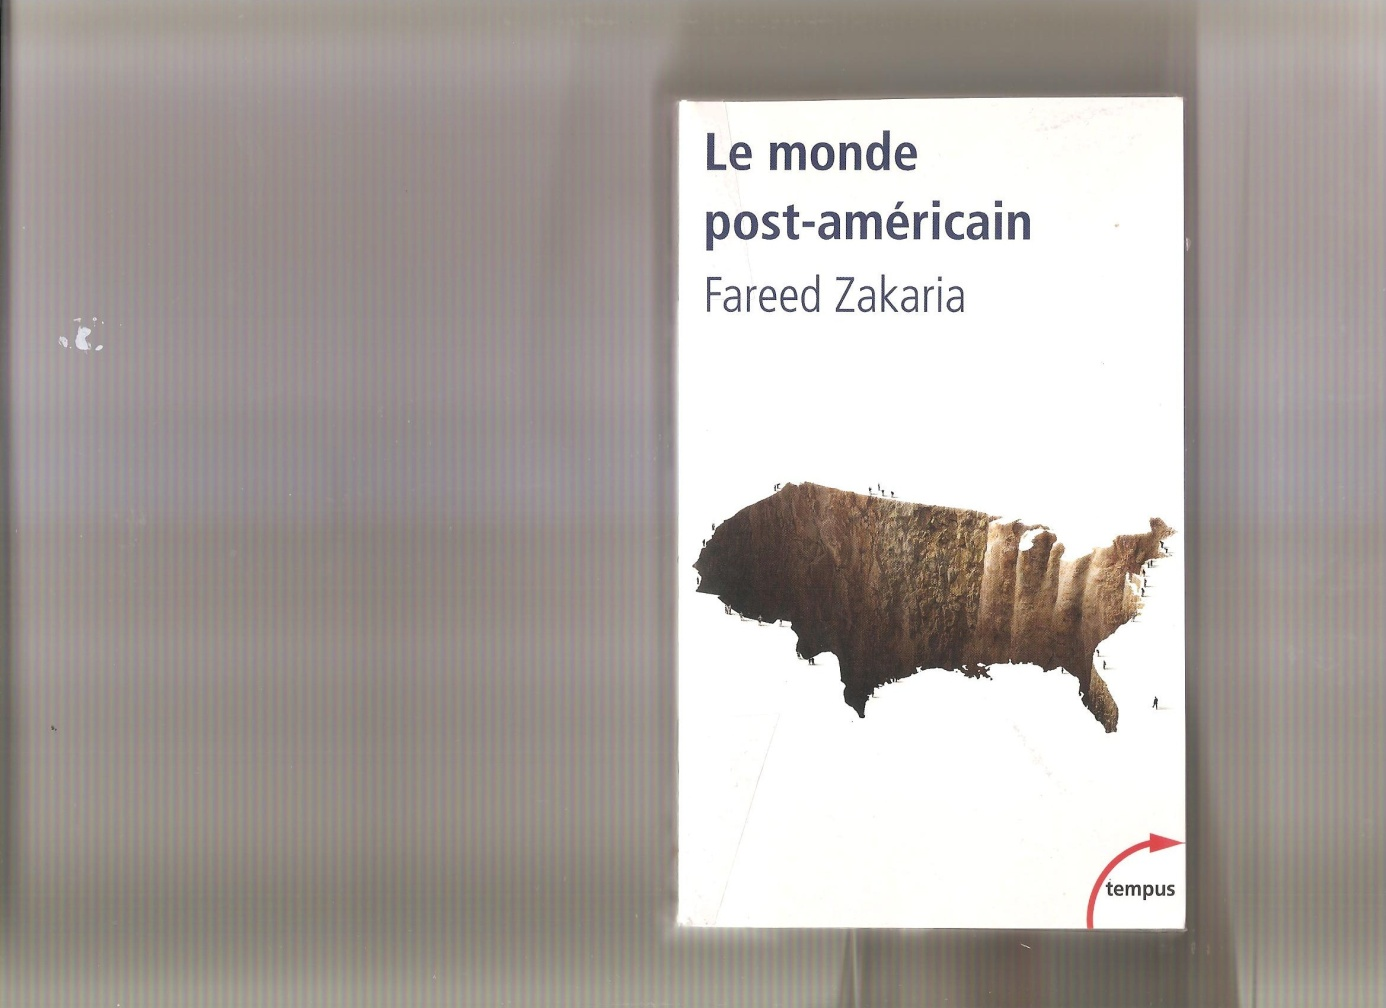 Le monde
post-américain
Fareed Zakaria
tempus